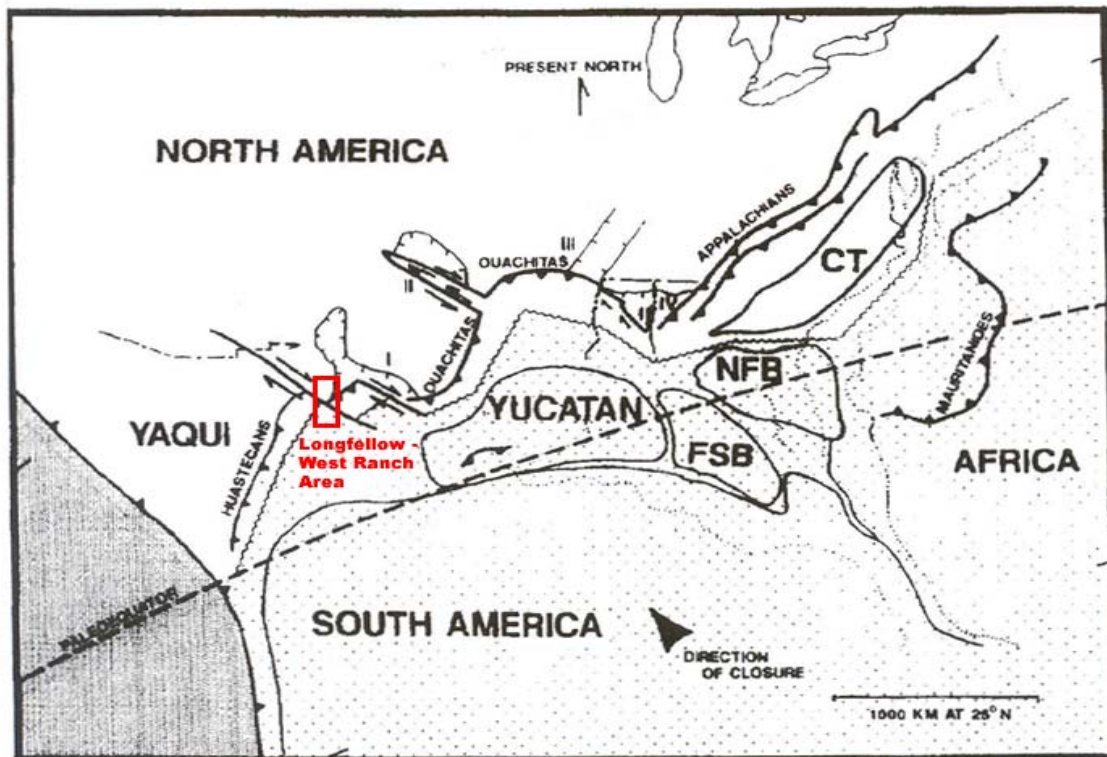 PRESENT NORTH
NORTH AMERICA
APPALACHIANS
III
OUACHITAS
CT
II
IV
MAURITANIDES
OUACHITAS
I
NFB
YAQUI
YUCATAN
HUASTECANS
Longfellow -
West Ranch
Area
FSB
AFRICA
PALEOEQUATOR
SOUTH AMERICA
DIRECTION
OF CLOSURE
1000 KM AT 25°N